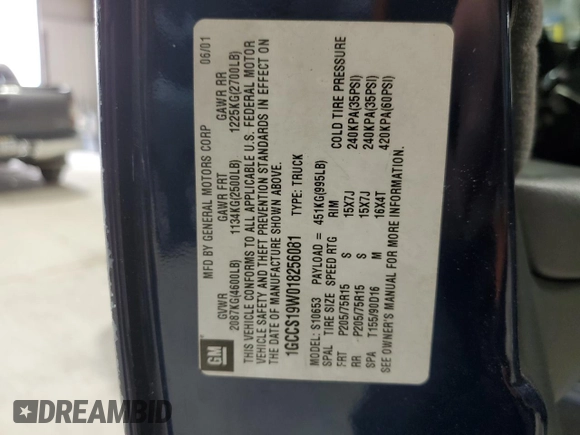 GM
MFD BY GENERAL MOTORS CORP 06/01
GVWR GAWR FRT GAWR RR
2087KG(4600LB) 1134KG(2500LB) 1225KG(2700LB)
THIS VEHICLE CONFORMS TO ALL APPLICABLE U.S. FEDERAL MOTOR
VEHICLE SAFETY AND THEFT PREVENTION STANDARDS IN EFFECT ON
THE DATE OF MANUFACTURE SHOWN ABOVE.
1GCCS19W018256081 TYPE: TRUCK
MODEL: S10653 PAYLOAD = 451KG(995LB)
SPAL TIRE SIZE SPEED RTG RIM COLD TIRE PRESSURE
FRT P205/75R15 S 15X7J 240KPA(35PSI)
RR P205/75R15 S 15X7J 240KPA(35PSI)
SPA T155/90D16 M 16X4T 420KPA(60PSI)
SEE OWNER'S MANUAL FOR MORE INFORMATION.
DREAMBID